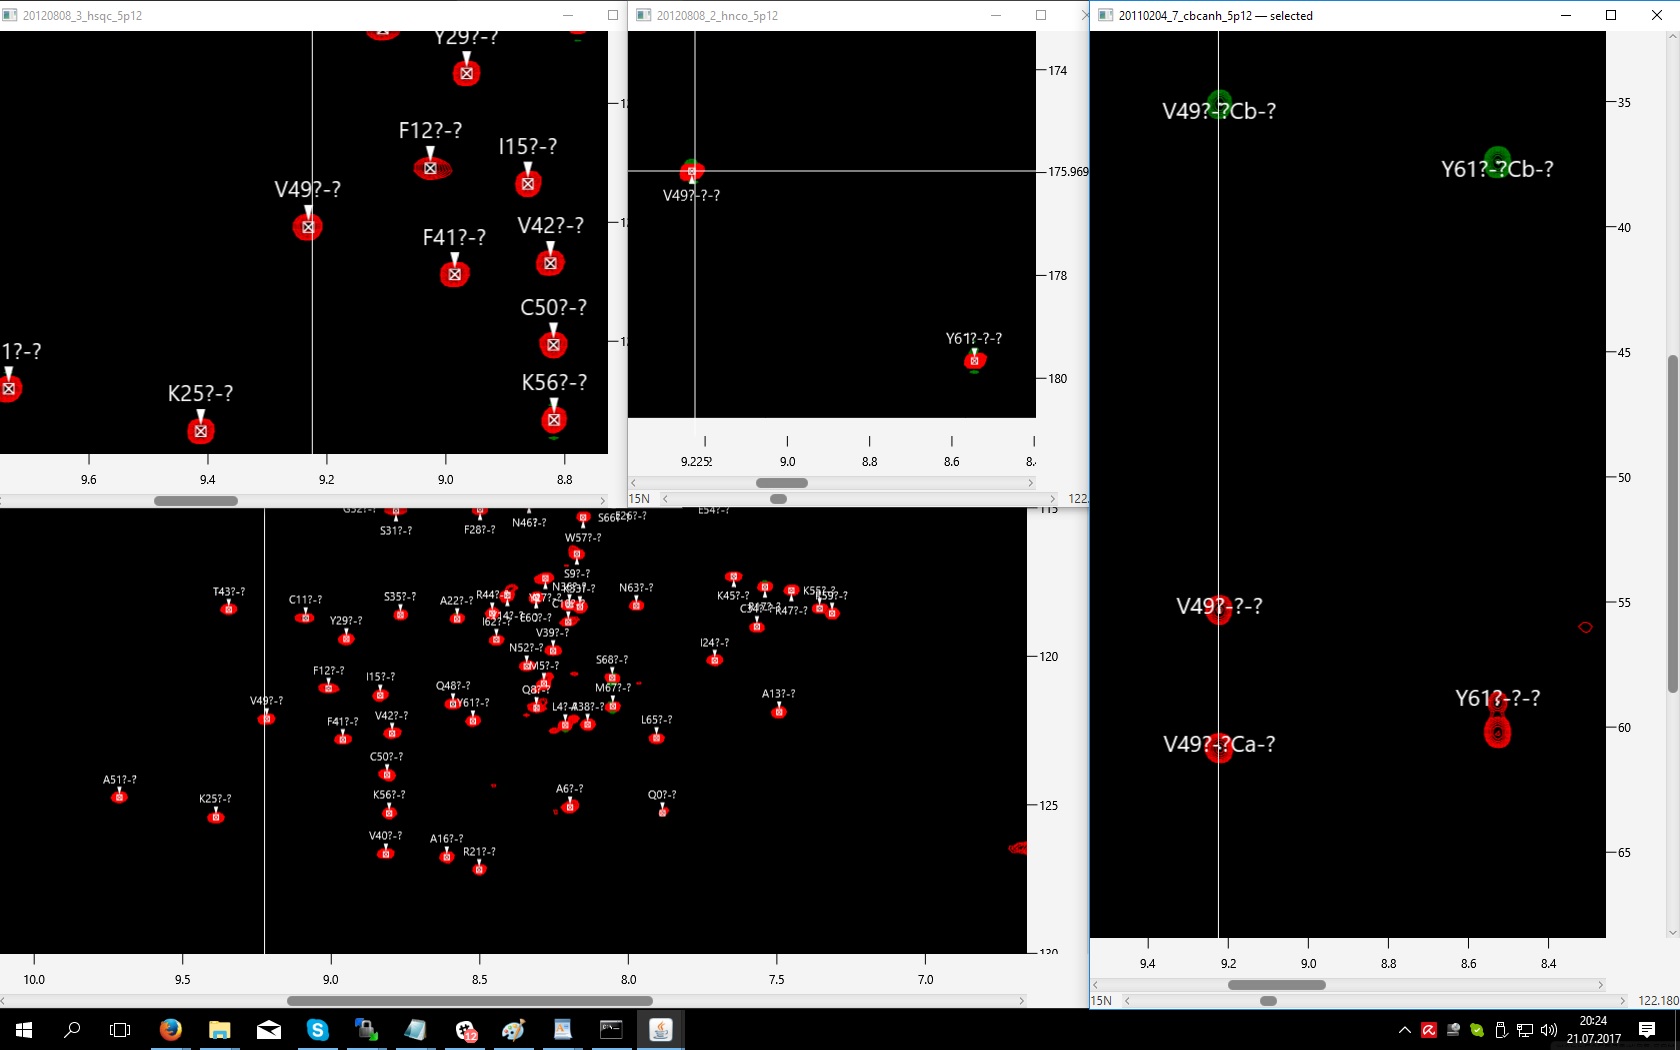 20120808_3_hsqc_5p12
Y29?-?
F12?-?
I15?-?
V49?-?
V42?-?
F41?-?
C50?-?
1?-?
K56?-?
K25?-?
9.6
9.4
9.2
9.0
8.8
20120808_2_hnco_5p12
174
175.969
V49?-?-?
178
Y61?-?-?
180
9.0
8.8
8.6
15N
122.
20110204_7_cbcanh_5p12 — selected
35
V49?-?Cb-?
Y61?-?Cb-?
40
45
50
55
V49?-?-?
Y61?-?-?
60
V49?-?Ca-?
65
9.4
9.2
9.0
8.8
8.6
8.4
15N
122.180
S31?-?
F28?-?
N46?-?
E54?-?
W57?-?
S9?-?
T43?-?
C11?-?
S35?-?
A22?-?
R44?-?
N63?-?
K45?-?
Y29?-?
I62?-?
E60?-?
R47?-?
V39?-?
I24?-?
120
N52?-?
M5?-?
S68?-?
F12?-?
I15?-?
Q48?-?
M67?-?
A13?-?
V49?-?
Y61?-?
Q8?-?
F41?-?
V42?-?
L4?-?
A38?-?
L65?-?
C50?-?
A51?-?
K25?-?
K56?-?
A6?-?
Q0?-?
125
V40?-?
A16?-?
R21?-?
10.0
9.5
9.0
8.5
8.0
7.5
7.0
12
20:24
21.07.2017